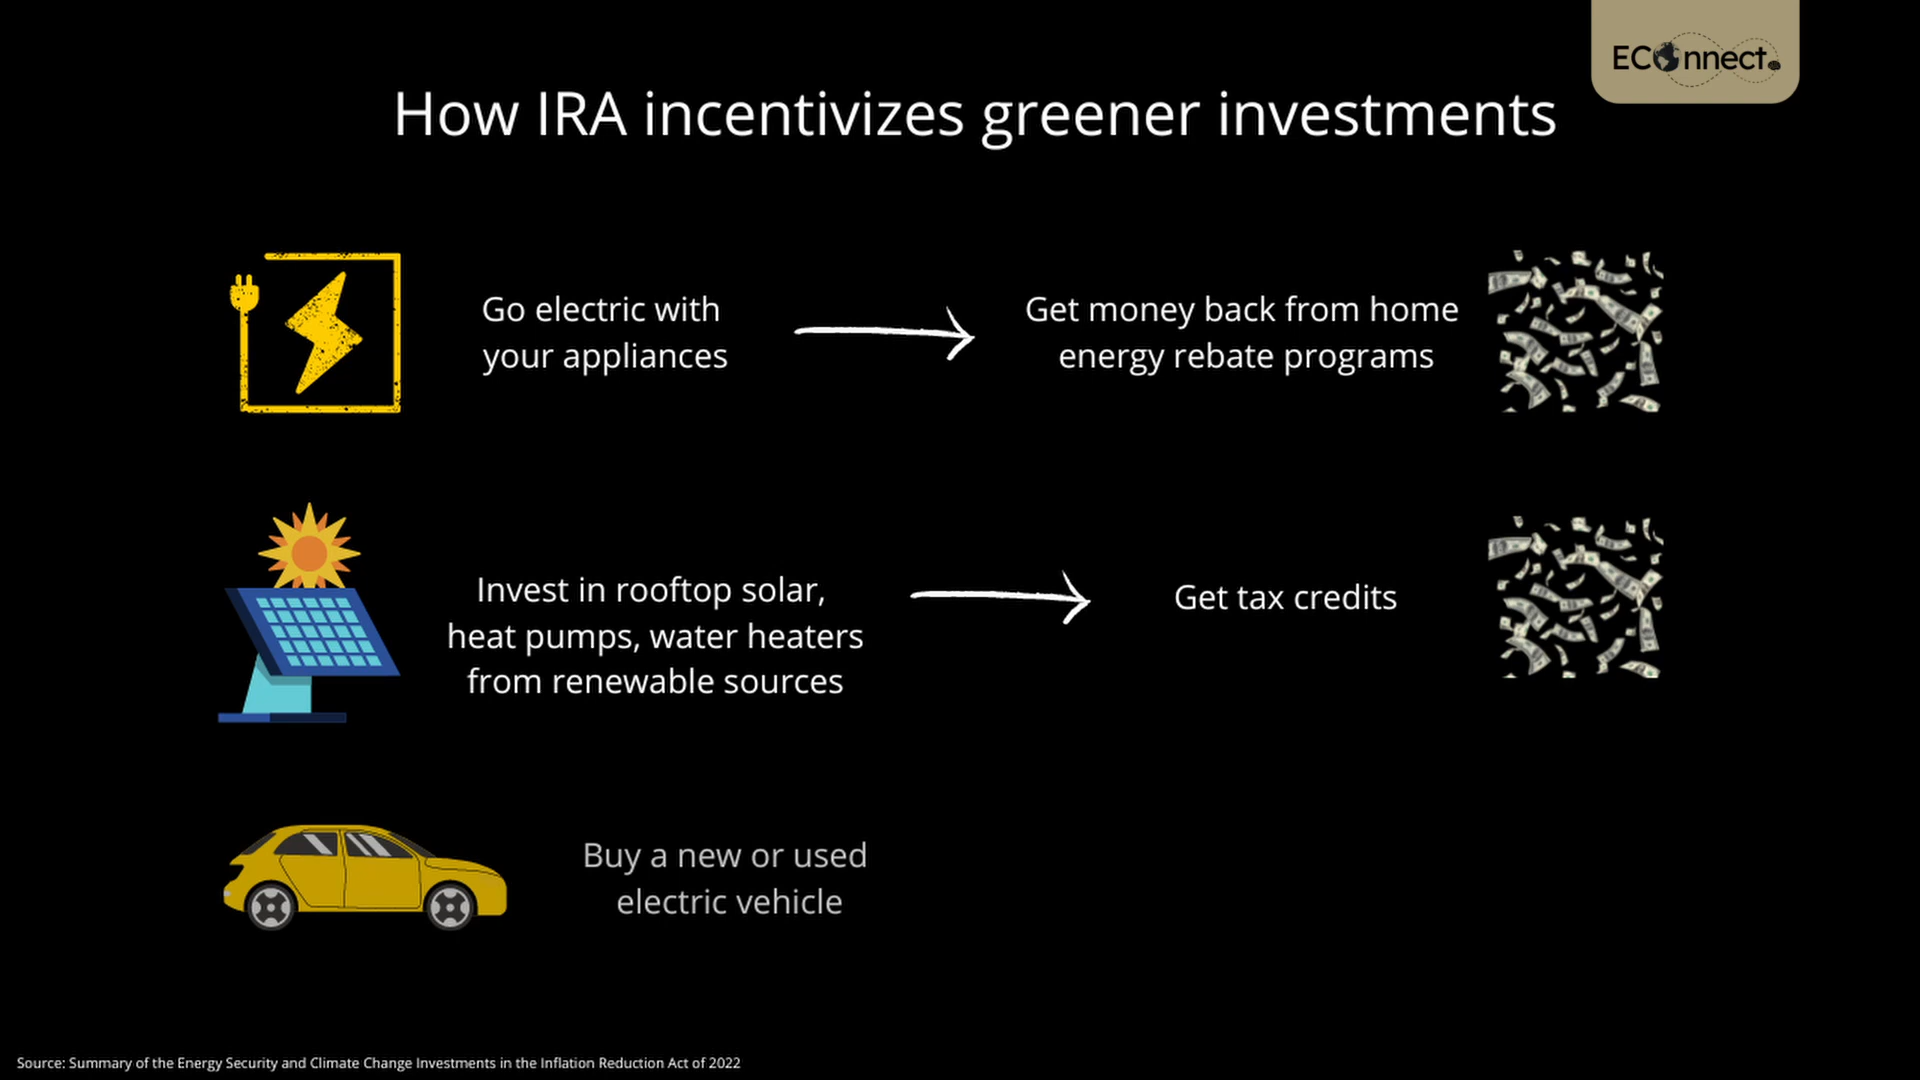 ECOnnect
How IRA incentivizes greener investments
Go electric with
your appliances
Get money back from home
energy rebate programs
Invest in rooftop solar,
heat pumps, water heaters
from renewable sources
Get tax credits
Buy a new or used
electric vehicle
Source: Summary of the Energy Security and Climate Change Investments in the Inflation Reduction Act of 2022